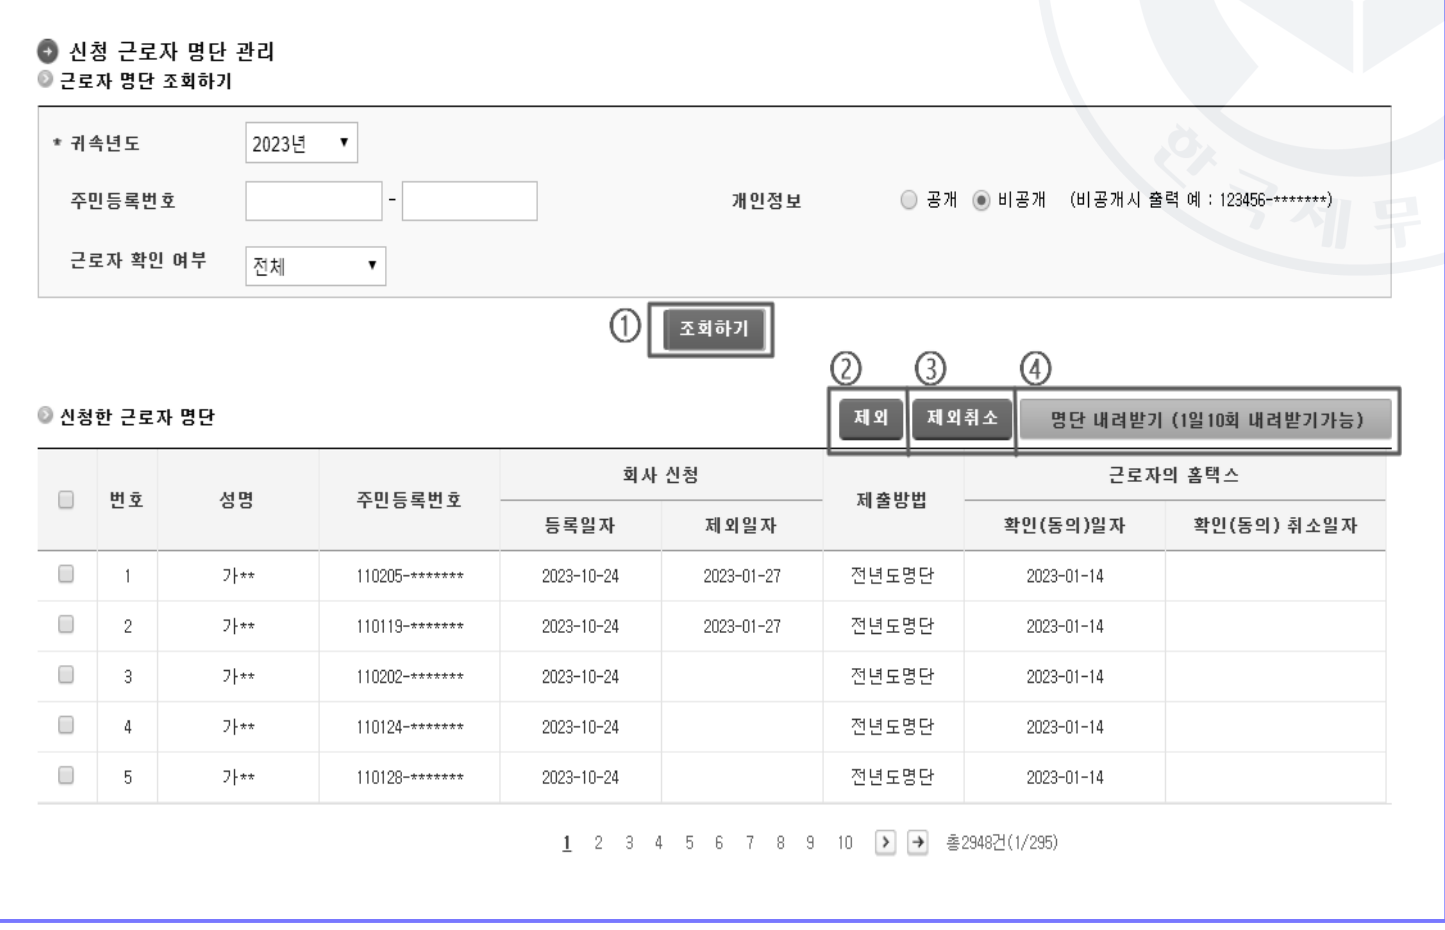 신청 근로자 명단 관리
근로자 명단 조회하기
* 귀속년도 2023년
주민등록번호 - 개인정보 공개 비공개 (비공개시 출력 예 : 123456-*******)
근로자 확인 여부 전체
① 조회하기
② ③ ④
신청한 근로자 명단 제외 제외취소 명단 내려받기 (1일10회 내려받기가능)
번호 성명 주민등록번호 회사 신청 제출방법 근로자의 홈택스
등록일자 제외일자 확인(동의)일자 확인(동의) 취소일자
1 가** 110205-******* 2023-10-24 2023-01-27 전년도명단 2023-01-14
2 가** 110119-******* 2023-10-24 2023-01-27 전년도명단 2023-01-14
3 가** 110202-******* 2023-10-24 전년도명단 2023-01-14
4 가** 110124-******* 2023-10-24 전년도명단 2023-01-14
5 가** 110128-******* 2023-10-24 전년도명단 2023-01-14
1 2 3 4 5 6 7 8 9 10 총2948건(1/295)
한국세무